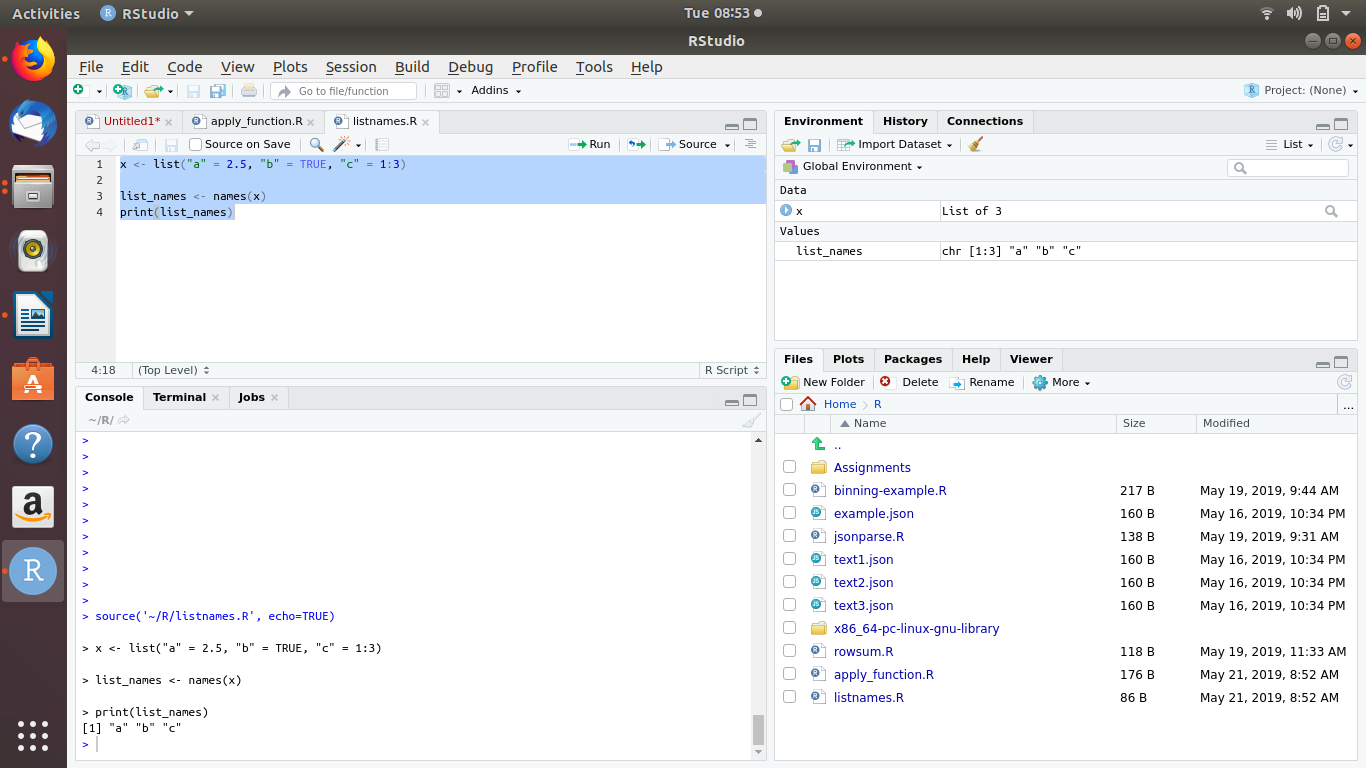 Activities RStudio Tue 08:53
RStudio
File Edit Code View Plots Session Build Debug Profile Tools Help
Go to file/function Addins Project: (None)
Untitled1* apply_function.R listnames.R
Source on Save Run Source
1 x <- list("a" = 2.5, "b" = TRUE, "c" = 1:3)
2
3 list_names <- names(x)
4 print(list_names)
4:18 (Top Level) R Script
Console Terminal Jobs
~/R/
>
>
>
>
>
>
>
>
>
>
>
> source('~/R/listnames.R', echo=TRUE)
> x <- list("a" = 2.5, "b" = TRUE, "c" = 1:3)
> list_names <- names(x)
> print(list_names)
[1] "a" "b" "c"
>
Environment History Connections
Import Dataset List
Global Environment
Data
x List of 3
Values
list_names chr [1:3] "a" "b" "c"
Files Plots Packages Help Viewer
New Folder Delete Rename More
Home R ...
Name Size Modified
..
Assignments
binning-example.R 217 B May 19, 2019, 9:44 AM
example.json 160 B May 16, 2019, 10:34 PM
jsonparse.R 138 B May 19, 2019, 9:31 AM
text1.json 160 B May 16, 2019, 10:34 PM
text2.json 160 B May 16, 2019, 10:34 PM
text3.json 160 B May 16, 2019, 10:34 PM
x86_64-pc-linux-gnu-library
rowsum.R 118 B May 19, 2019, 11:33 AM
apply_function.R 176 B May 21, 2019, 8:52 AM
listnames.R 86 B May 21, 2019, 8:52 AM